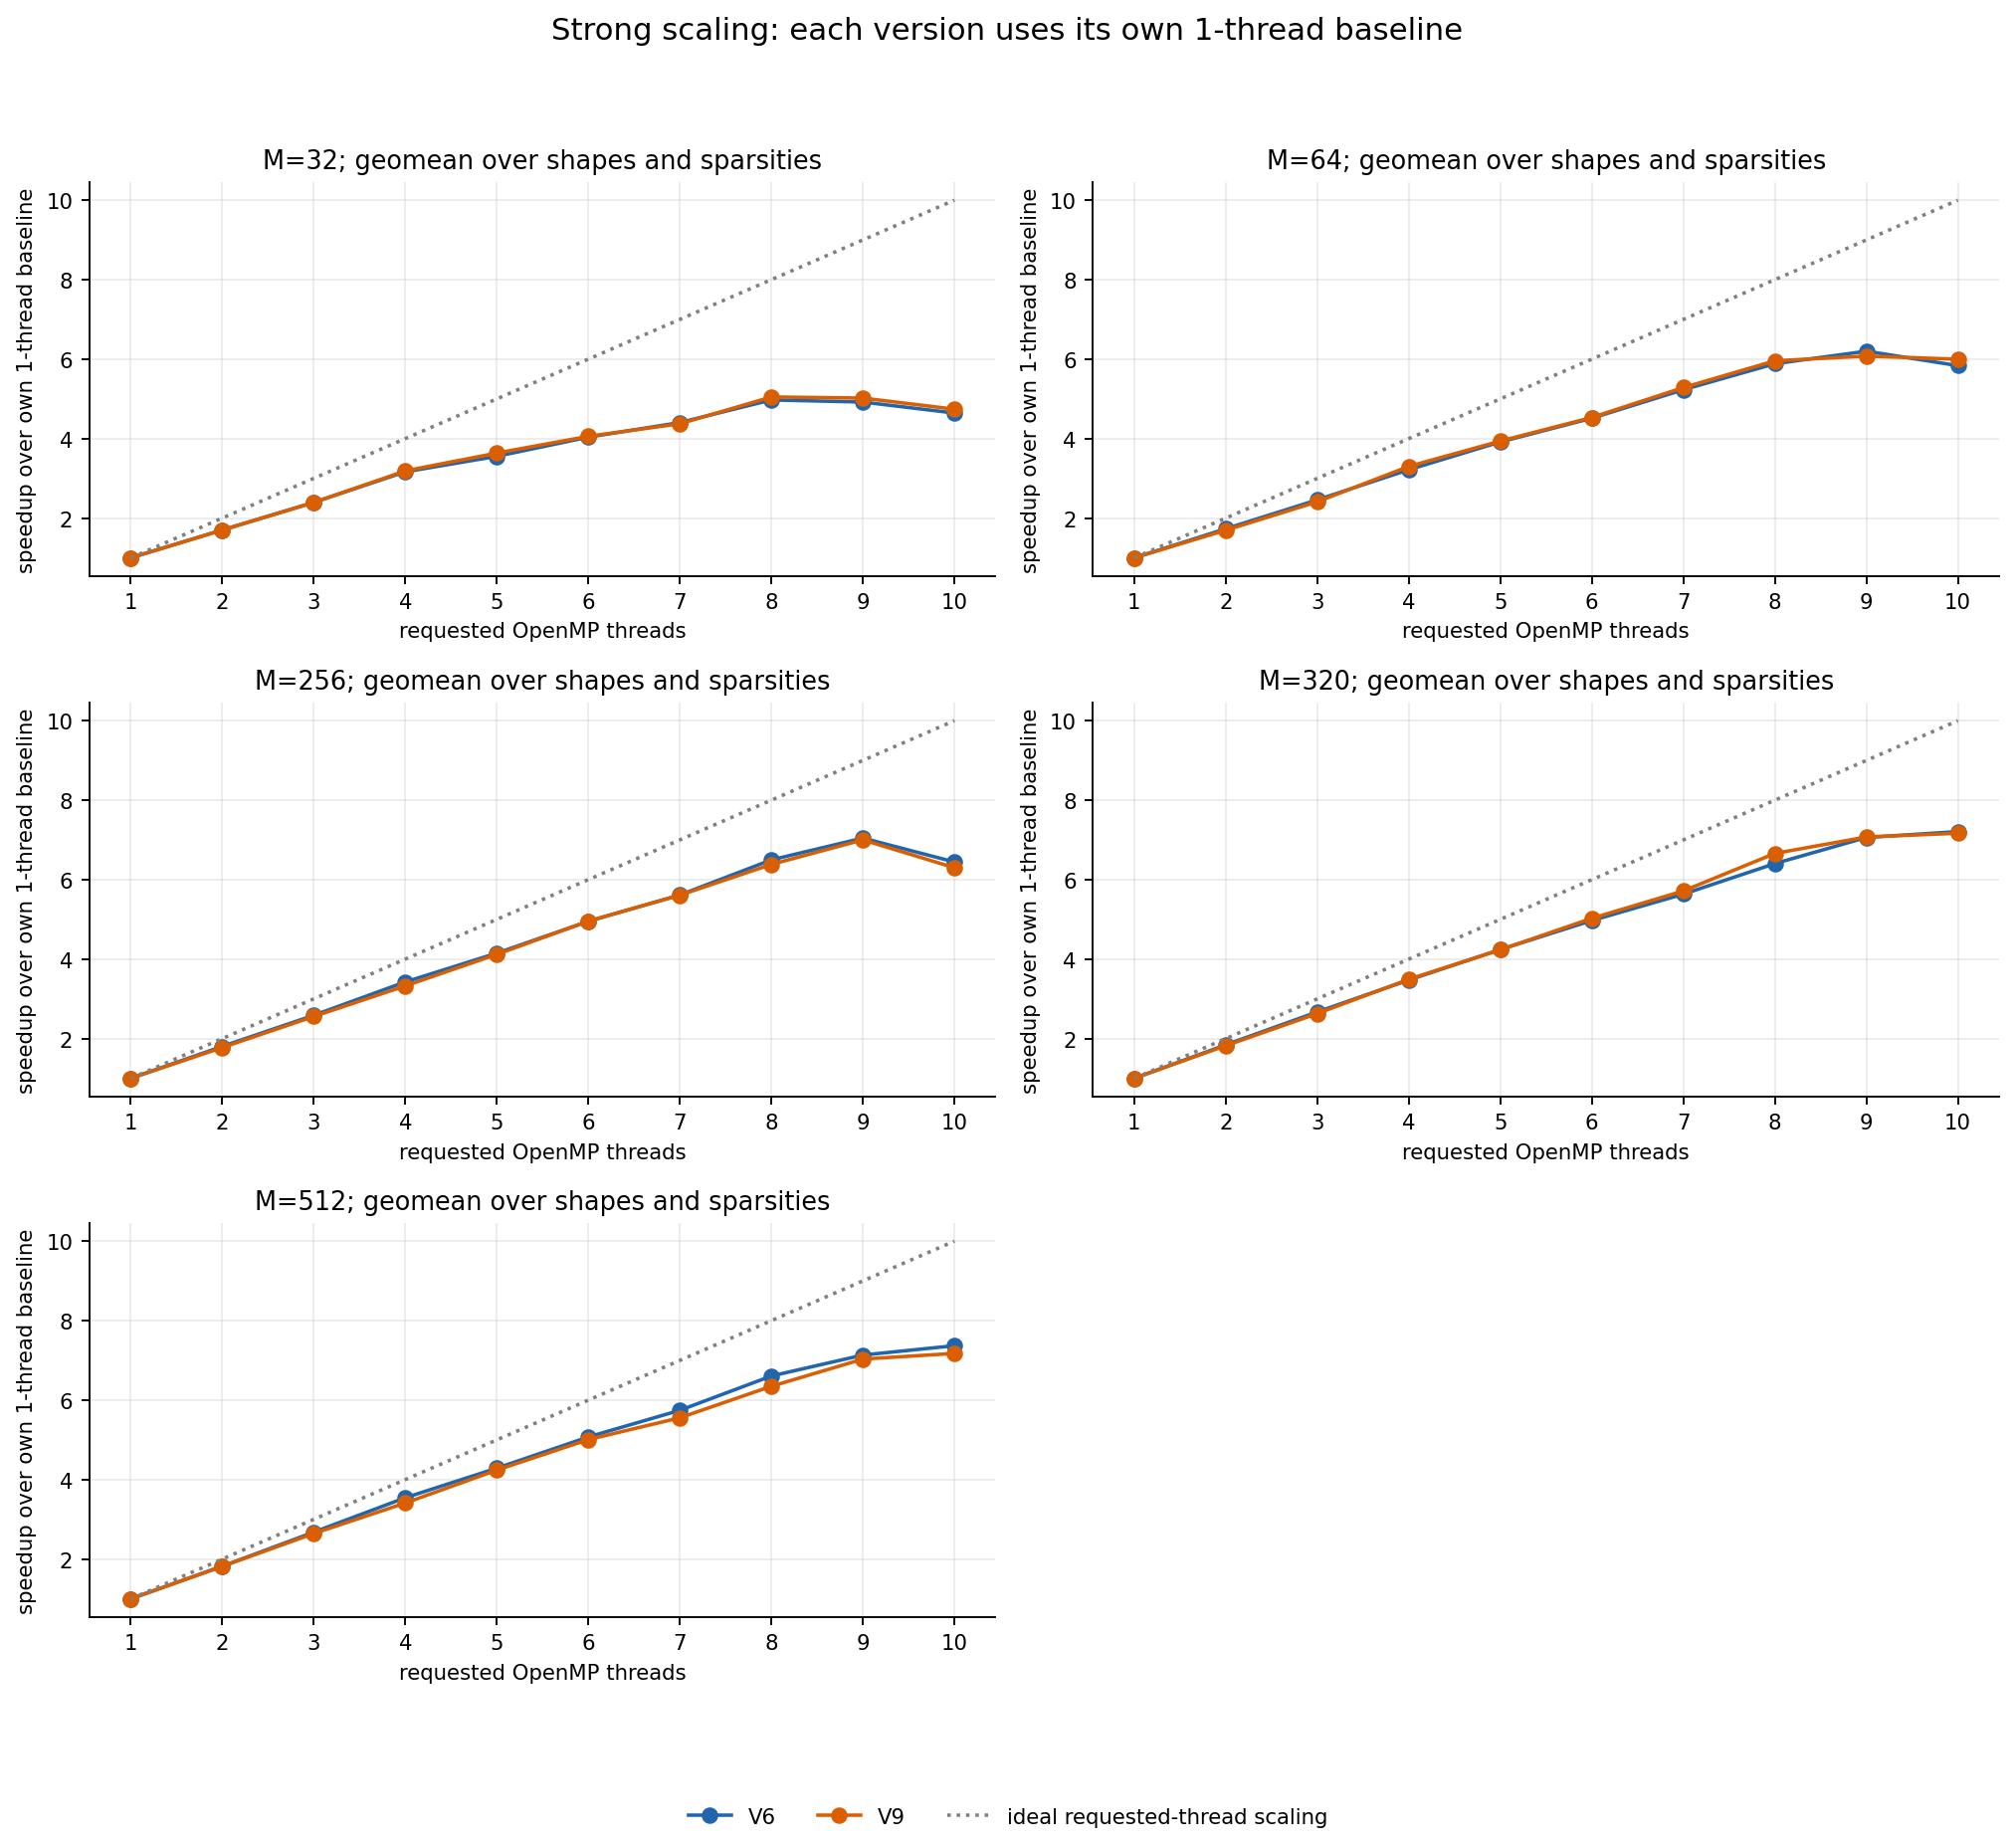 Strong scaling: each version uses its own 1-thread baseline
M=32; geomean over shapes and sparsities
speedup over own 1-thread baseline
10
8
6
4
2
1 2 3 4 5 6 7 8 9 10
requested OpenMP threads
M=64; geomean over shapes and sparsities
speedup over own 1-thread baseline
10
8
6
4
2
1 2 3 4 5 6 7 8 9 10
requested OpenMP threads
M=256; geomean over shapes and sparsities
speedup over own 1-thread baseline
10
8
6
4
2
1 2 3 4 5 6 7 8 9 10
requested OpenMP threads
M=320; geomean over shapes and sparsities
speedup over own 1-thread baseline
10
8
6
4
2
1 2 3 4 5 6 7 8 9 10
requested OpenMP threads
M=512; geomean over shapes and sparsities
speedup over own 1-thread baseline
10
8
6
4
2
1 2 3 4 5 6 7 8 9 10
requested OpenMP threads
V6 V9 ideal requested-thread scaling